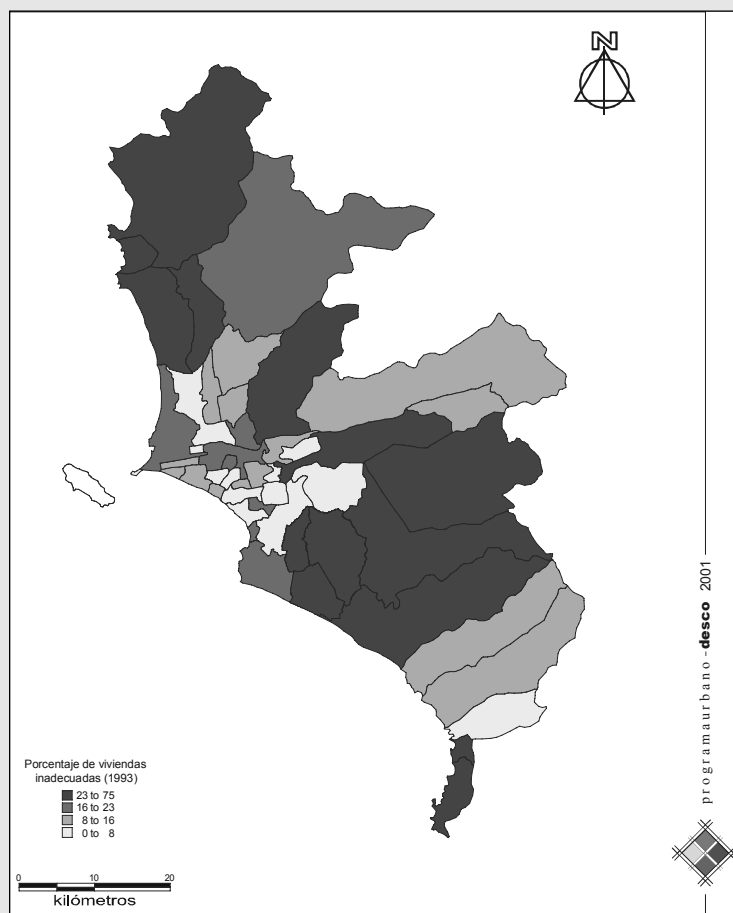 N
programaurbano - desco 2001
Porcentaje de viviendas
inadecuadas (1993)
23 to 75
16 to 23
8 to 16
0 to 8
0 10 20
kilómetros